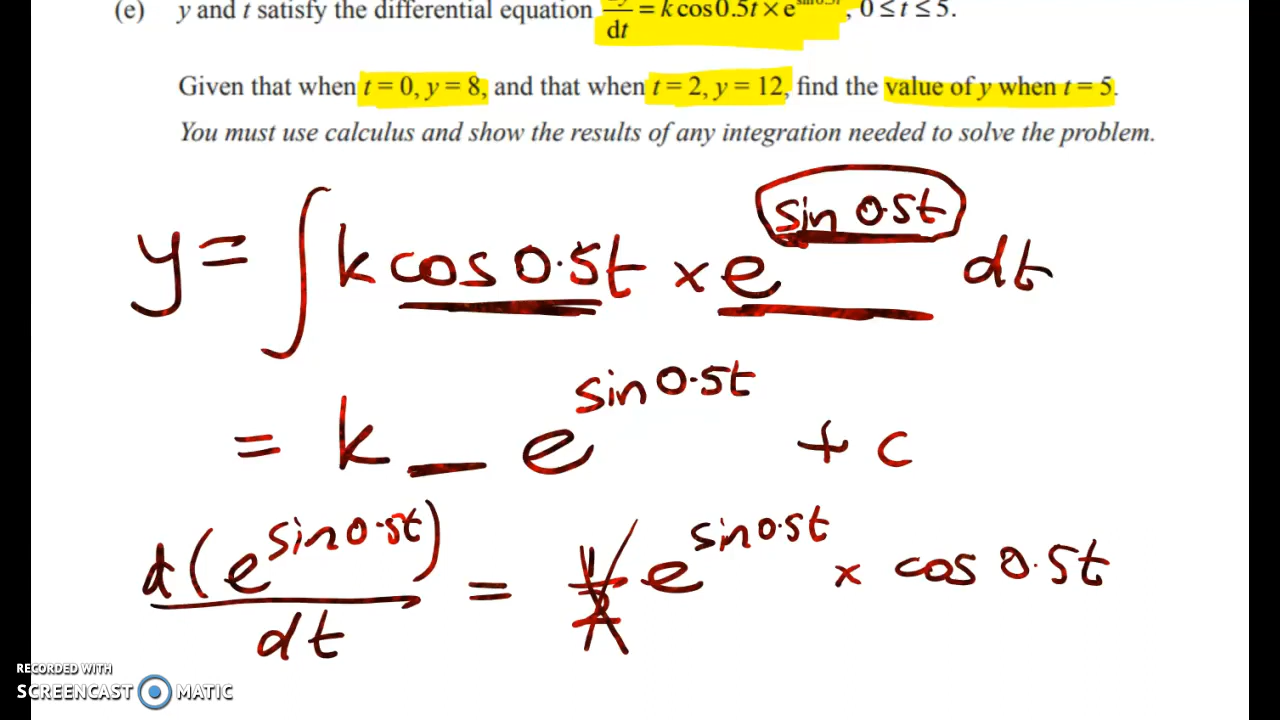 (e) y and t satisfy the differential equation dy/dt = k cos 0.5t × e^sin 0.5t, 0 ≤ t ≤ 5.
Given that when t = 0, y = 8, and that when t = 2, y = 12, find the value of y when t = 5.
You must use calculus and show the results of any integration needed to solve the problem.
y = ∫ k cos 0.5t × e^sin 0.5t dt
= k _ e^sin 0.5t + c
d(e^sin 0.5t)/dt = e^sin 0.5t × cos 0.5t
RECORDED WITH
SCREENCAST MATIC